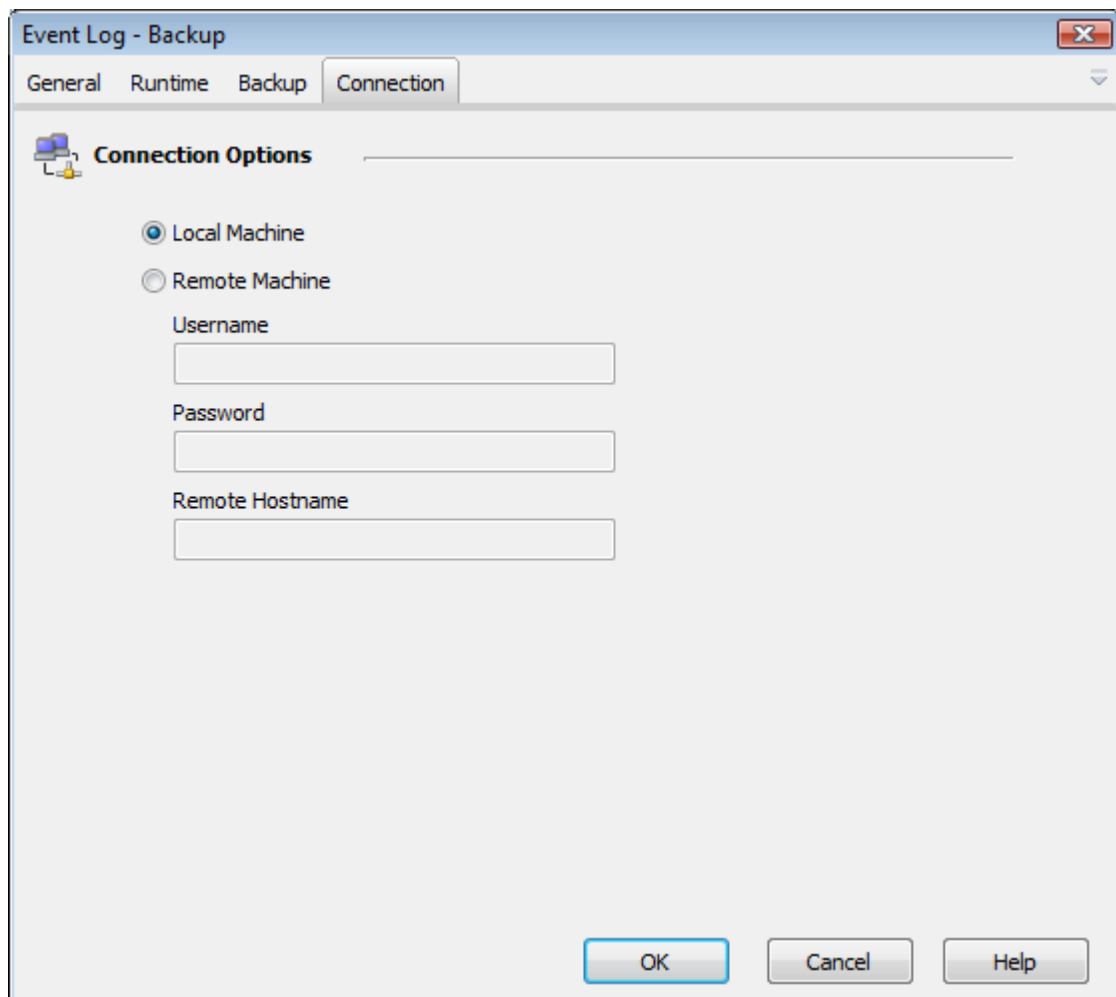 Event Log - Backup
General Runtime Backup Connection
Connection Options
Local Machine
Remote Machine
Username
Password
Remote Hostname
OK Cancel Help